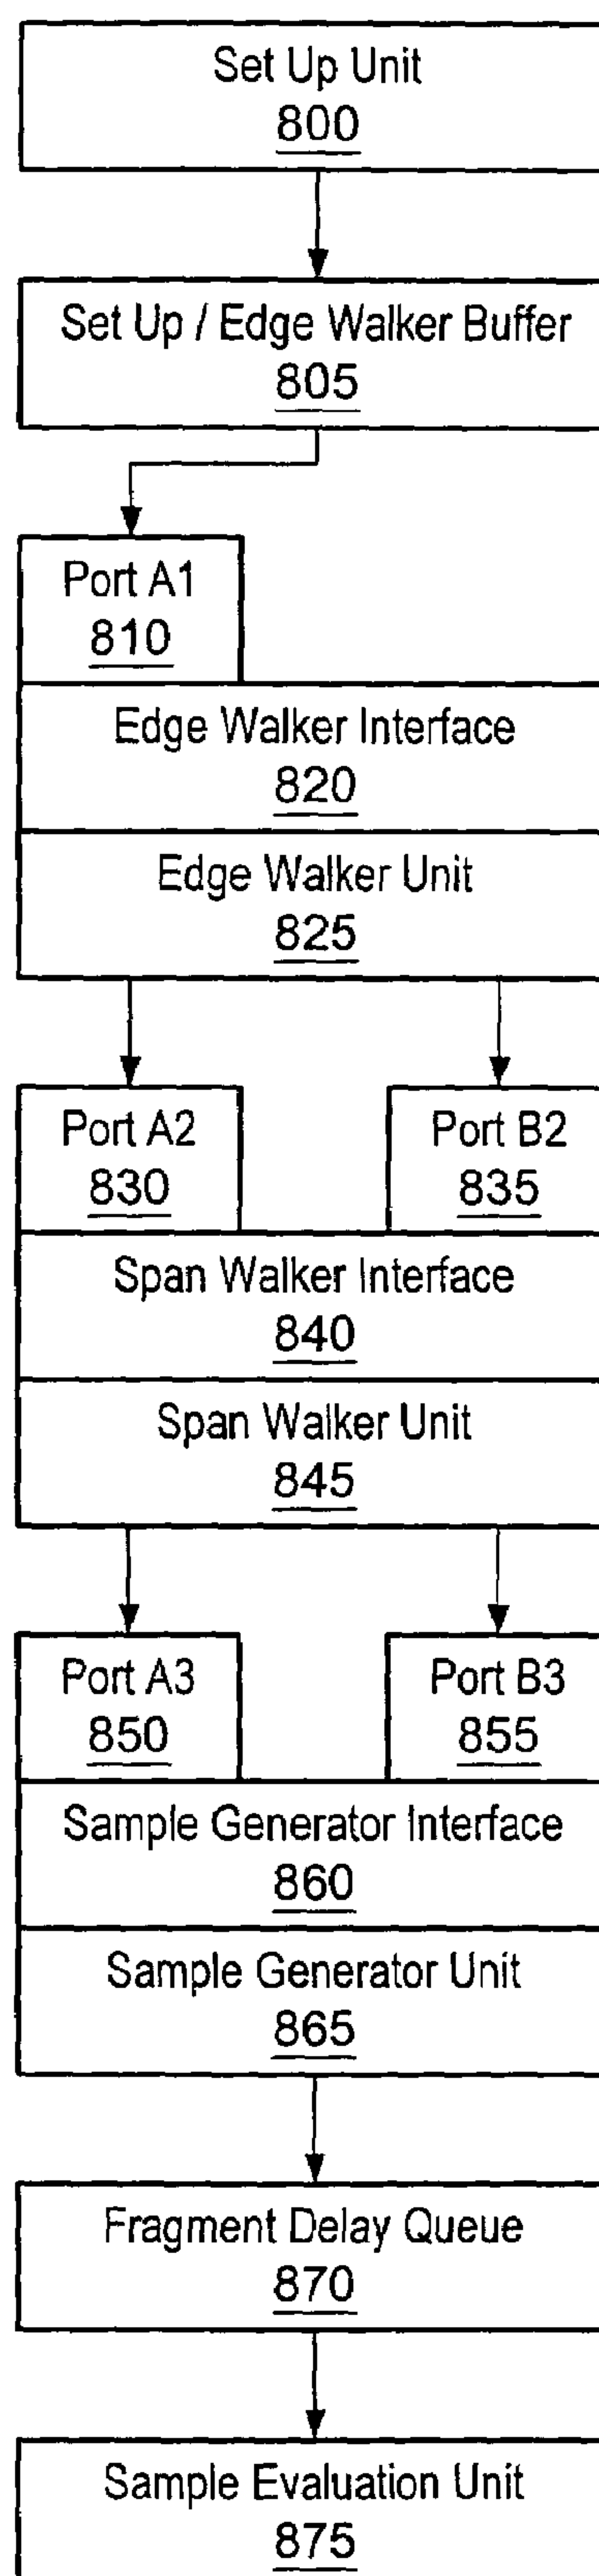 Set Up Unit
800
Set Up / Edge Walker Buffer
805
Port A1
810
Edge Walker Interface
820
Edge Walker Unit
825
Port A2
830
Port B2
835
Span Walker Interface
840
Span Walker Unit
845
Port A3
850
Port B3
855
Sample Generator Interface
860
Sample Generator Unit
865
Fragment Delay Queue
870
Sample Evaluation Unit
875